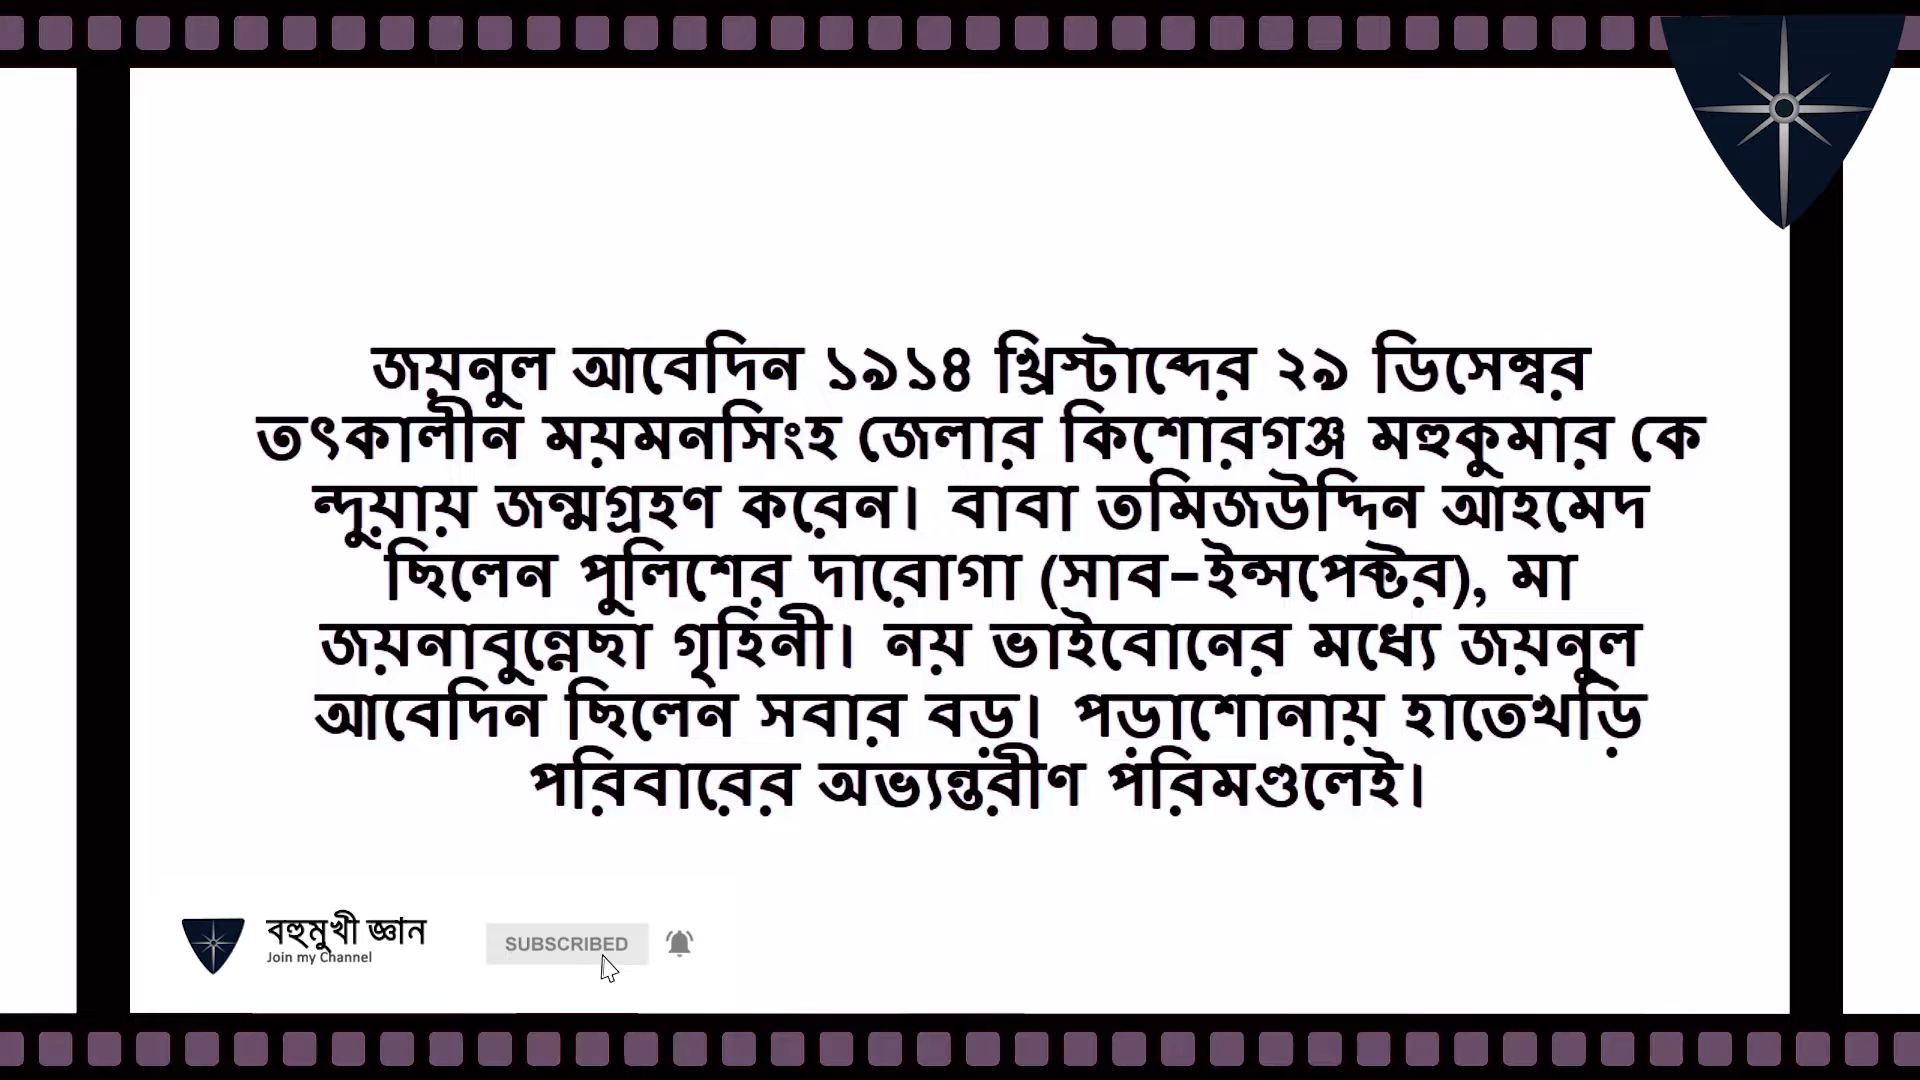 জয়নুল আবেদিন ১৯১৪ খ্রিস্টাব্দের ২৯ ডিসেম্বর
তৎকালীন ময়মনসিংহ জেলার কিশোরগঞ্জ মহুকুমার কে
ন্দুয়ায় জন্মগ্রহণ করেন। বাবা তমিজউদ্দিন আহমেদ
ছিলেন পুলিশের দারোগা (সাব-ইন্সপেক্টর), মা
জয়নাবুন্নেছা গৃহিনী। নয় ভাইবোনের মধ্যে জয়নুল
আবেদিন ছিলেন সবার বড়। পড়াশোনায় হাতেখড়ি
পরিবারের অভ্যন্তরীণ পরিমণ্ডলেই।
বহুমুখী জ্ঞান
Join my Channel
SUBSCRIBED